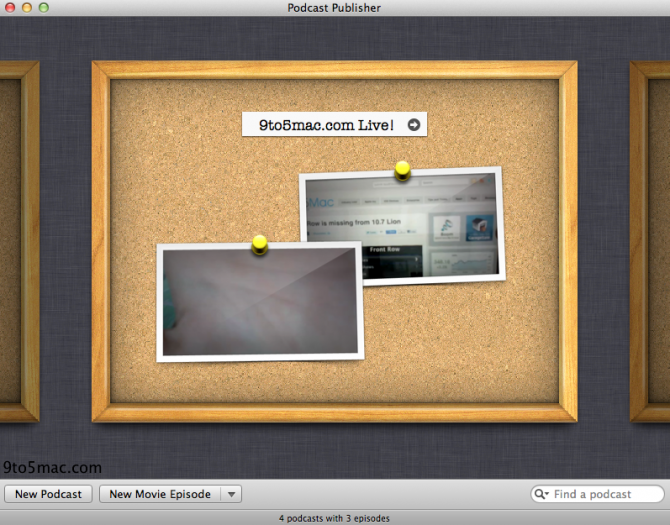 Podcast Publisher
9to5mac.com Live!
Mac
Row is missing from 10.7 Lion
Front Row
9to5mac.com
New Podcast
New Movie Episode
Find a podcast
4 podcasts with 3 episodes